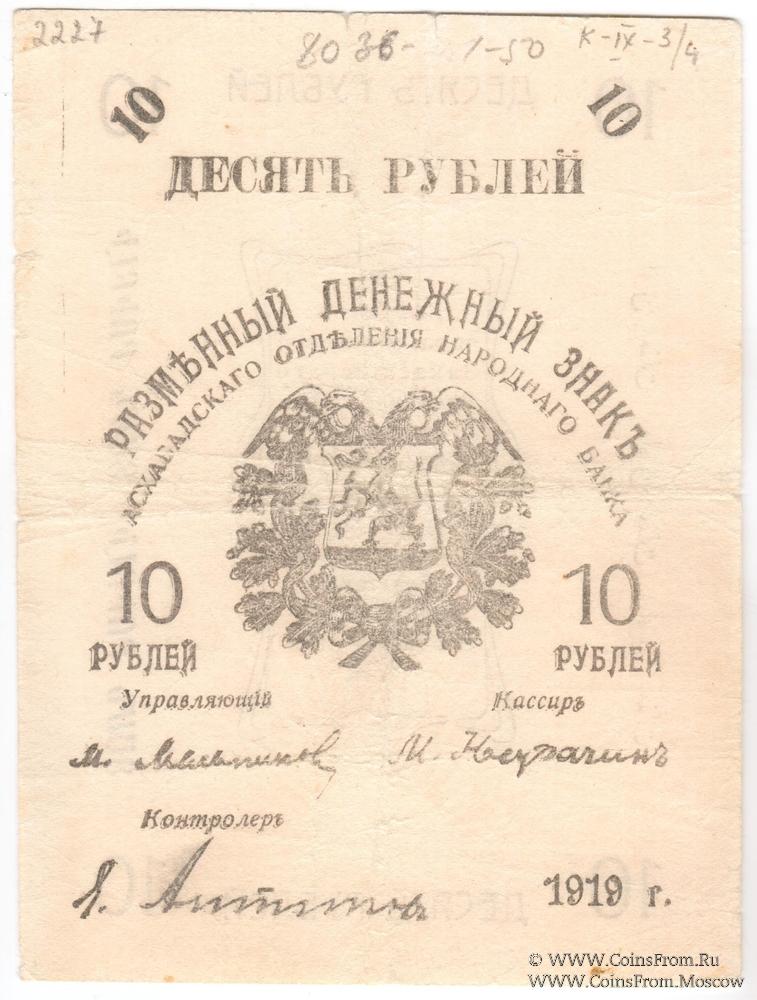 2227
8036- 1-50 К-IX-3/4
10 10
ДЕСЯТЬ РУБЛЕЙ
РАЗМѢННЫЙ ДЕНЕЖНЫЙ ЗНАКЪ
АСХАБАДСКАГО ОТДѢЛЕНІЯ НАРОДНАГО БАНКА
10 10
РУБЛЕЙ РУБЛЕЙ
Управляющій Кассиръ
М. Мельников М.
Контролеръ
1919 г.
© WWW.CoinsFrom.Ru
WWW.CoinsFrom.Moscow